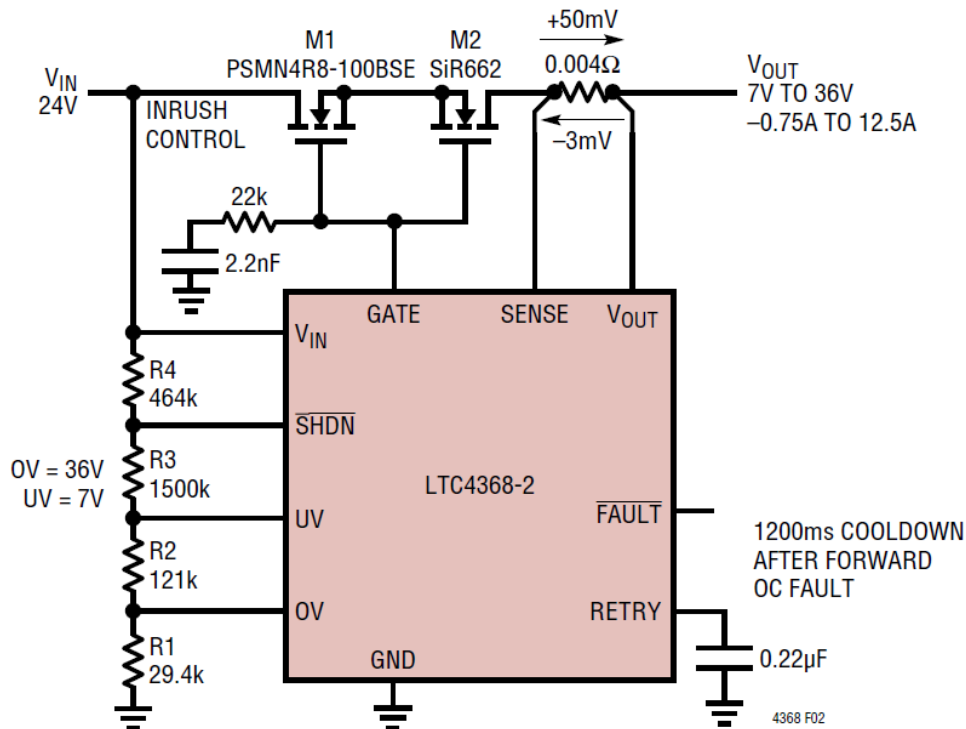 +50mV
M1
PSMN4R8-100BSE
M2
SiR662
0.004Ω
–3mV
VIN
24V
INRUSH
CONTROL
VOUT
7V TO 36V
–0.75A TO 12.5A
22k
2.2nF
GATE
SENSE
VOUT
VIN
R4
464k
SHDN
OV = 36V
UV = 7V
R3
1500k
LTC4368-2
UV
FAULT
R2
121k
1200ms COOLDOWN
AFTER FORWARD
OC FAULT
OV
RETRY
R1
29.4k
GND
0.22µF
4368 F02